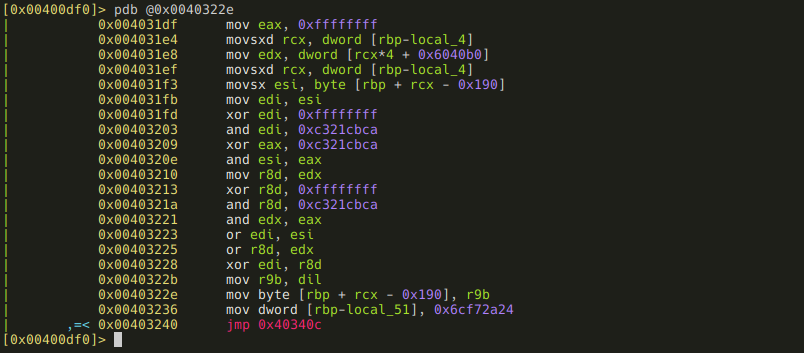 [0x00400df0]> pdb @0x0040322e
| 0x004031df mov eax, 0xffffffff
| 0x004031e4 movsxd rcx, dword [rbp-local_4]
| 0x004031e8 mov edx, dword [rcx*4 + 0x6040b0]
| 0x004031ef movsxd rcx, dword [rbp-local_4]
| 0x004031f3 movsx esi, byte [rbp + rcx - 0x190]
| 0x004031fb mov edi, esi
| 0x004031fd xor edi, 0xffffffff
| 0x00403203 and edi, 0xc321cbca
| 0x00403209 xor eax, 0xc321cbca
| 0x0040320e and esi, eax
| 0x00403210 mov r8d, edx
| 0x00403213 xor r8d, 0xffffffff
| 0x0040321a and r8d, 0xc321cbca
| 0x00403221 and edx, eax
| 0x00403223 or edi, esi
| 0x00403225 or r8d, edx
| 0x00403228 xor edi, r8d
| 0x0040322b mov r9b, dil
| 0x0040322e mov byte [rbp + rcx - 0x190], r9b
| 0x00403236 mov dword [rbp-local_51], 0x6cf72a24
| ,=< 0x00403240 jmp 0x40340c
[0x00400df0]>